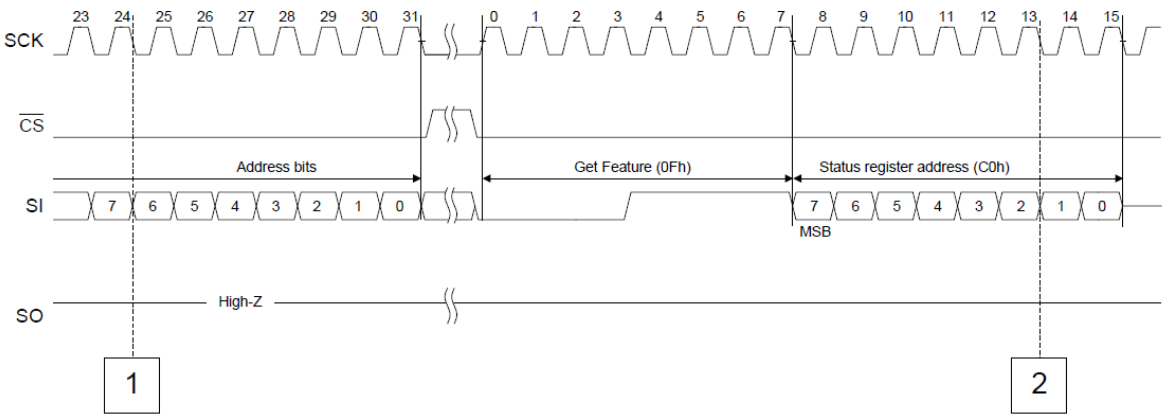 23 24 25 26 27 28 29 30 31 0 1 2 3 4 5 6 7 8 9 10 11 12 13 14 15
SCK
CS
Address bits Get Feature (0Fh) Status register address (C0h)
SI 7 6 5 4 3 2 1 0 7 6 5 4 3 2 1 0
MSB
High-Z
SO
1 2